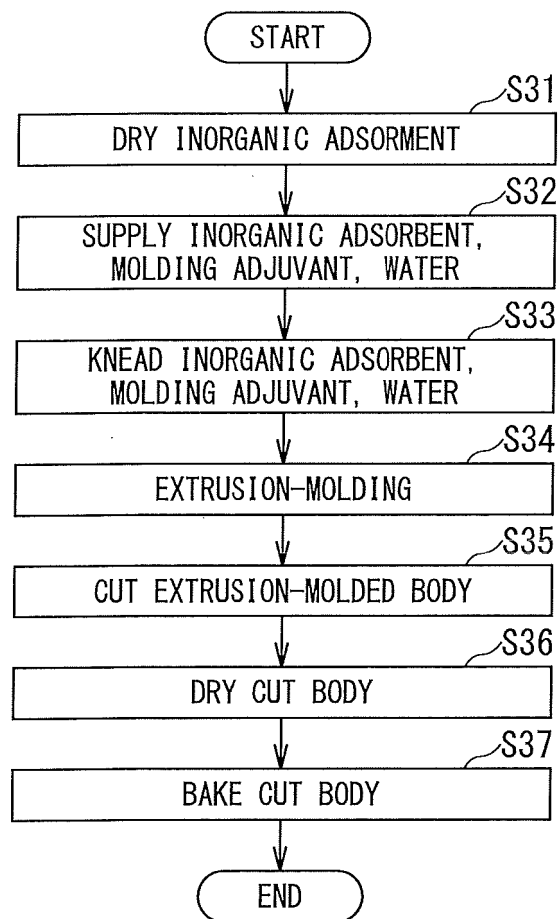 START
S31
DRY INORGANIC ADSORMENT
S32
SUPPLY INORGANIC ADSORBENT,
MOLDING ADJUVANT, WATER
S33
KNEAD INORGANIC ADSORBENT,
MOLDING ADJUVANT, WATER
S34
EXTRUSION-MOLDING
S35
CUT EXTRUSION-MOLDED BODY
S36
DRY CUT BODY
S37
BAKE CUT BODY
END